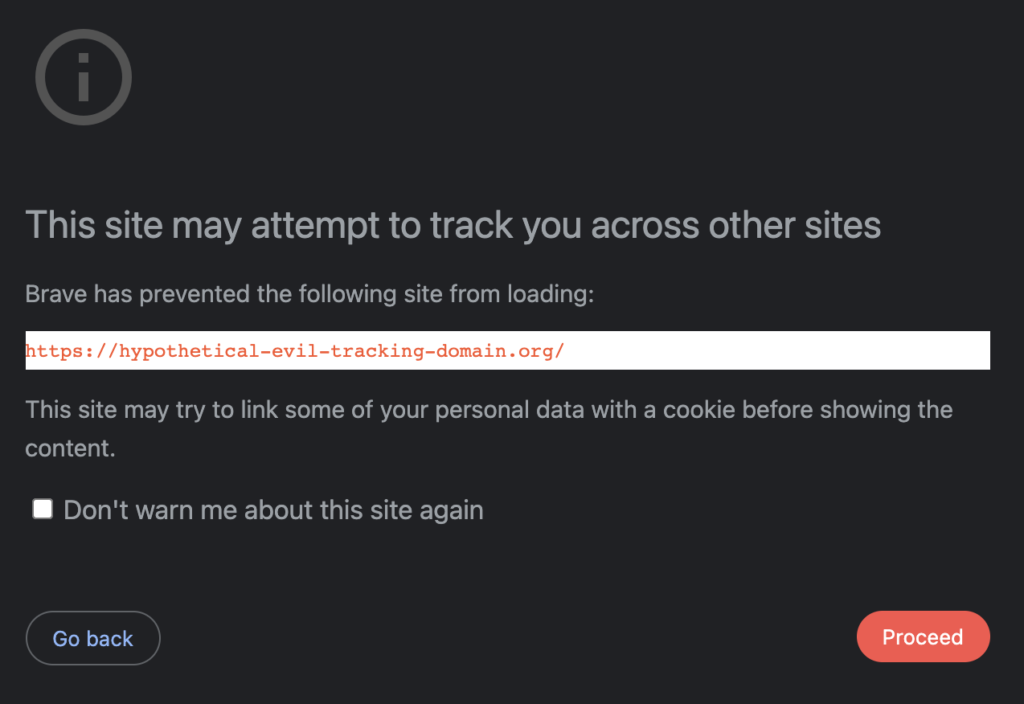 This site may attempt to track you across other sites
Brave has prevented the following site from loading:
https://hypothetical-evil-tracking-domain.org/
This site may try to link some of your personal data with a cookie before showing the
content.
Don't warn me about this site again
Go back
Proceed